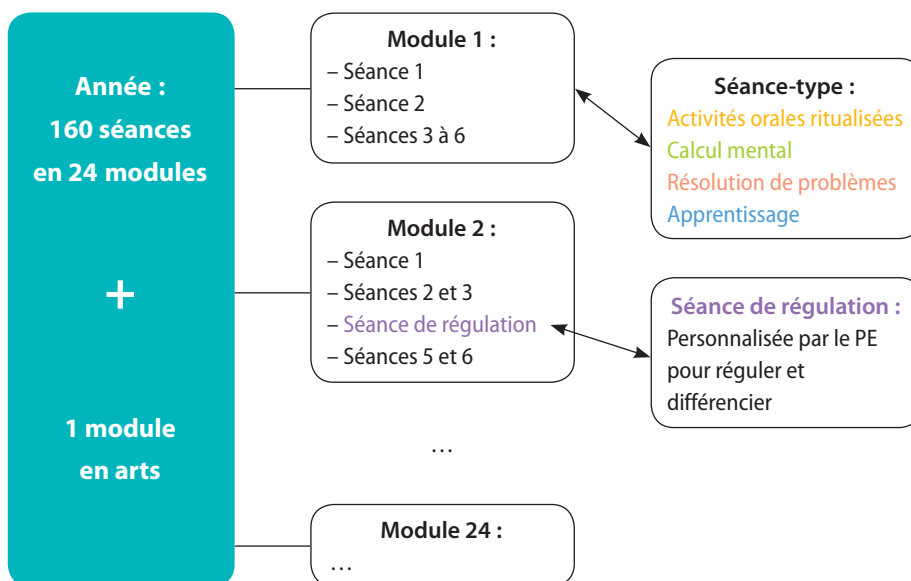 Année :
160 séances
en 24 modules
+
1 module
en arts
Module 1 :
– Séance 1
– Séance 2
– Séances 3 à 6
Séance-type :
Activités orales ritualisées
Calcul mental
Résolution de problèmes
Apprentissage
Module 2 :
– Séance 1
– Séances 2 et 3
– Séance de régulation
– Séances 5 et 6
Séance de régulation :
Personnalisée par le PE
pour réguler et
différencier
…
Module 24 :
…